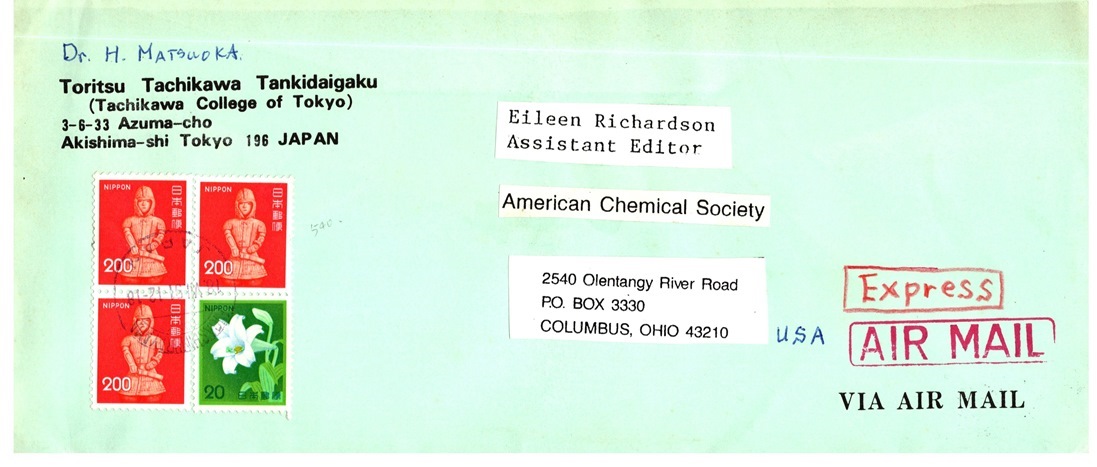 Dr. H. MATSUOKA.
Toritsu Tachikawa Tankidaigaku
(Tachikawa College of Tokyo)
3-6-33 Azuma-cho
Akishima-shi Tokyo 196 JAPAN
Eileen Richardson
Assistant Editor
American Chemical Society
2540 Olentangy River Road
P.O. BOX 3330
COLUMBUS, OHIO 43210
USA
Express
AIR MAIL
VIA AIR MAIL
NIPPON
日本郵便
200
NIPPON
日本郵便
200
NIPPON
日本郵便
200
NIPPON
20
日本郵便